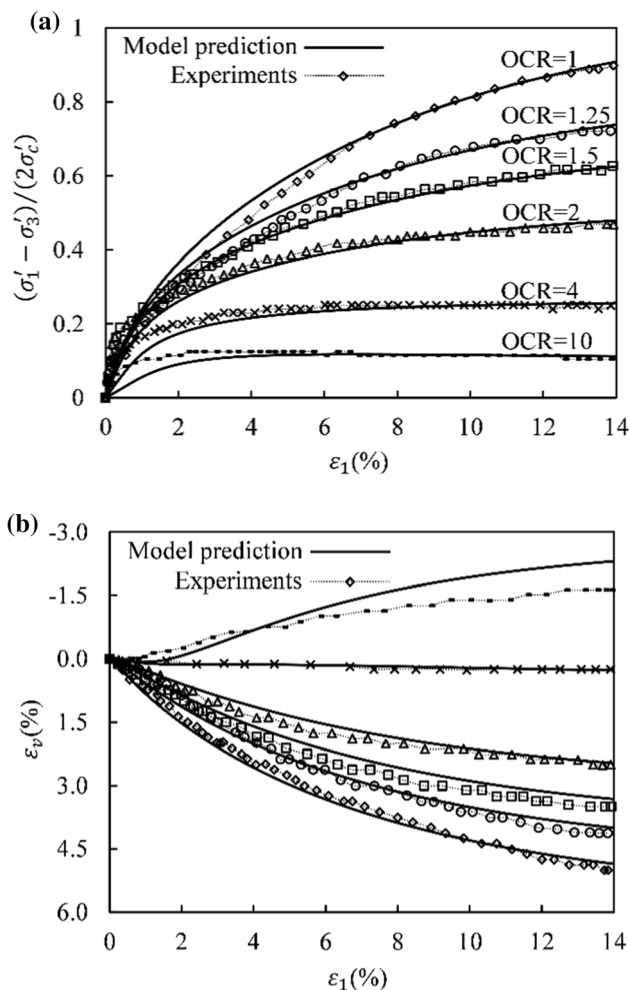 (a)
Model prediction
Experiments
OCR=1
OCR=1.25
OCR=1.5
OCR=2
OCR=4
OCR=10
(σ′₁ − σ′₃)/(2σ′c)
1
0.8
0.6
0.4
0.2
0
0 2 4 6 8 10 12 14
ε₁(%)
(b)
Model prediction
Experiments
εᵥ(%)
-3.0
-1.5
0.0
1.5
3.0
4.5
6.0
0 2 4 6 8 10 12 14
ε₁(%)